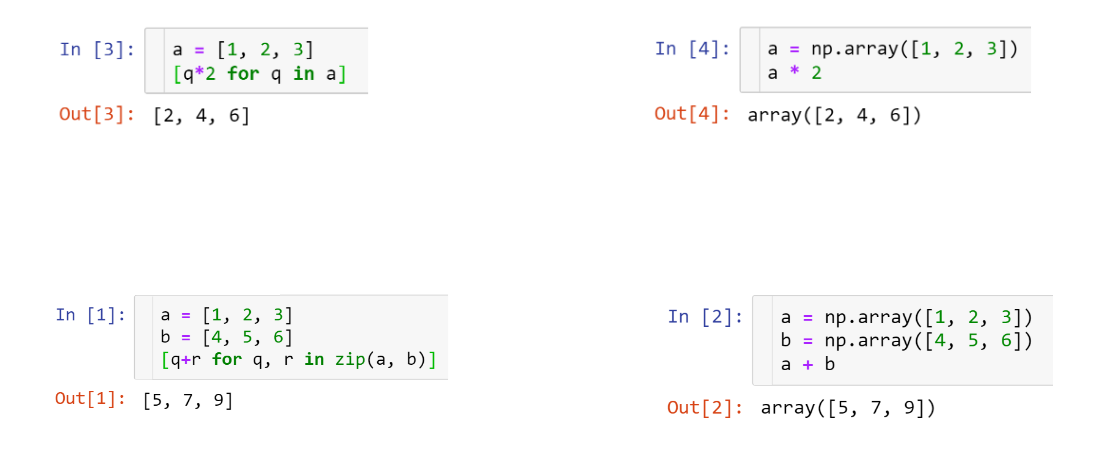 In [3]: a = [1, 2, 3]
[q*2 for q in a]
Out[3]: [2, 4, 6]
In [4]: a = np.array([1, 2, 3])
a * 2
Out[4]: array([2, 4, 6])
In [1]: a = [1, 2, 3]
b = [4, 5, 6]
[q+r for q, r in zip(a, b)]
Out[1]: [5, 7, 9]
In [2]: a = np.array([1, 2, 3])
b = np.array([4, 5, 6])
a + b
Out[2]: array([5, 7, 9])